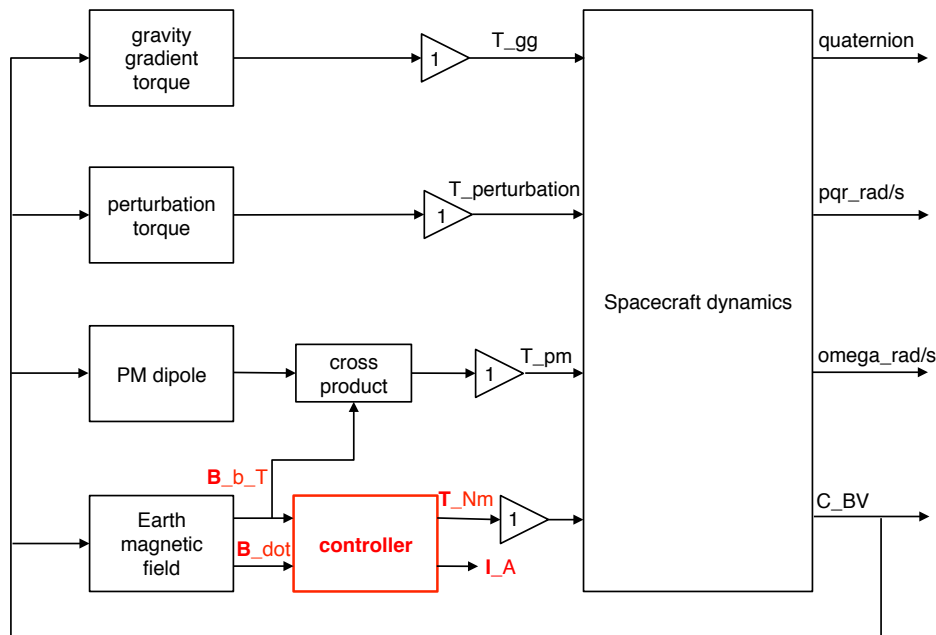 gravity
gradient
torque
1
T_gg
quaternion
perturbation
torque
1
T_perturbation
pqr_rad/s
Spacecraft dynamics
PM dipole
cross
product
1
T_pm
omega_rad/s
B_b_T
Earth
magnetic
field
B_dot
controller
T_Nm
1
I_A
C_BV